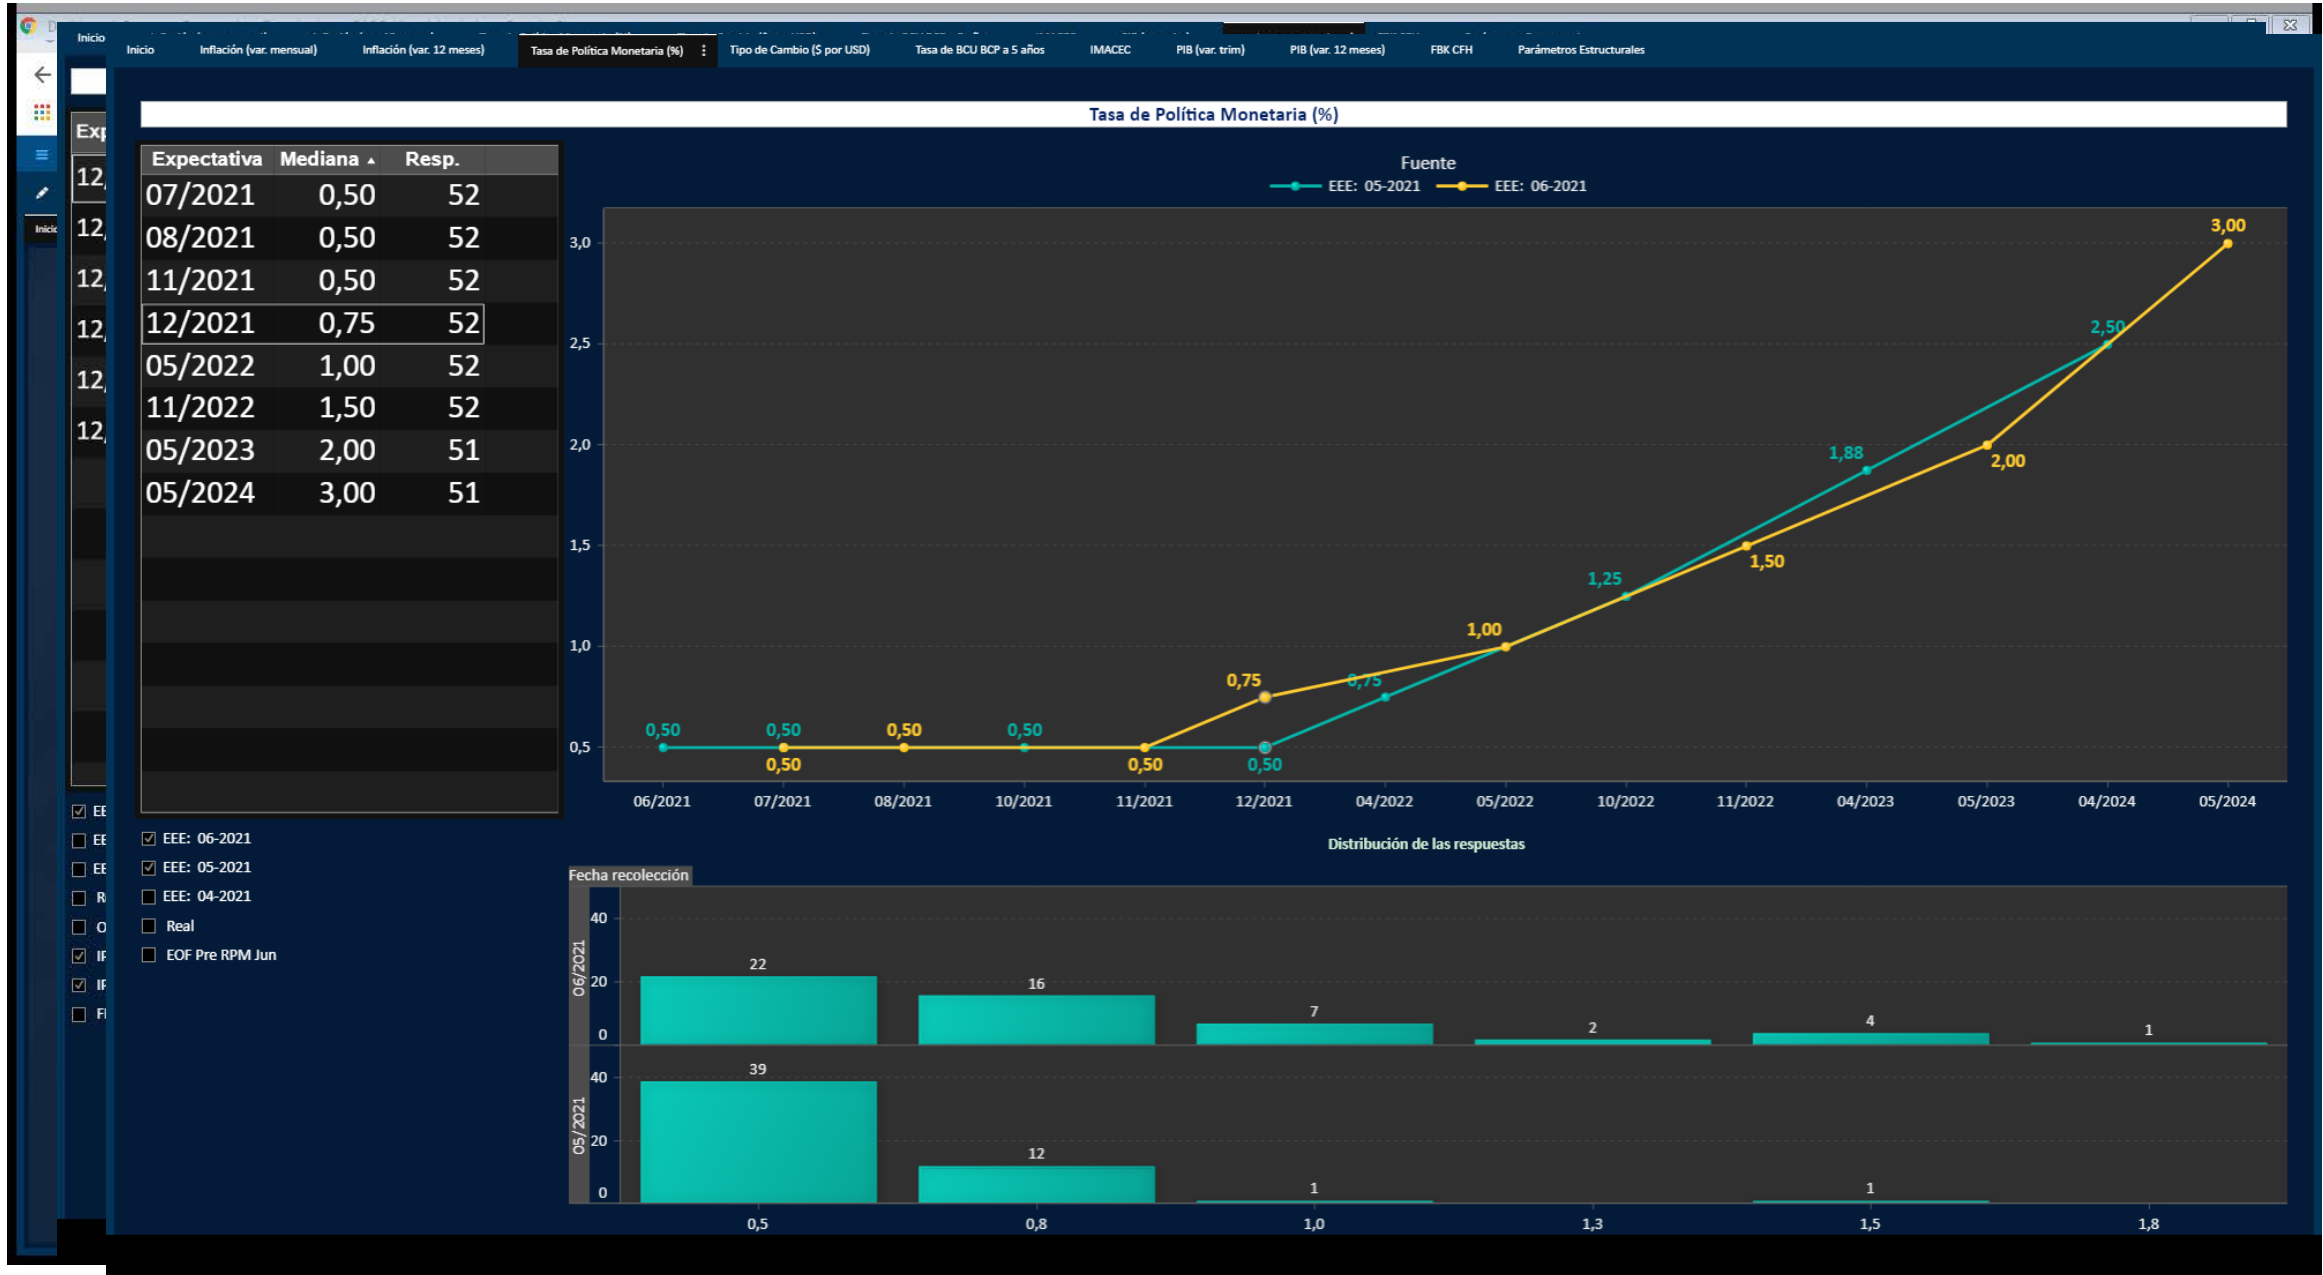 Inicio
Inicio Inflación (var. mensual) Inflación (var. 12 meses) Tasa de Política Monetaria (%) Tipo de Cambio ($ por USD) Tasa de BCU BCP a 5 años IMACEC PIB (var. trim) PIB (var. 12 meses) FBK CFH Parámetros Estructurales
Tasa de Política Monetaria (%)
Expectativa Mediana Resp.
07/2021 0,50 52
08/2021 0,50 52
11/2021 0,50 52
12/2021 0,75 52
05/2022 1,00 52
11/2022 1,50 52
05/2023 2,00 51
05/2024 3,00 51
EEE: 06-2021
EEE: 05-2021
EEE: 04-2021
Real
EOF Pre RPM Jun
Fuente
EEE: 05-2021 EEE: 06-2021
3,0
2,5
2,0
1,5
1,0
0,5
3,00
2,50
1,88
2,00
1,50
1,25
1,00
0,75 0,75
0,50 0,50 0,50 0,50
0,50 0,50 0,50
06/2021 07/2021 08/2021 10/2021 11/2021 12/2021 04/2022 05/2022 10/2022 11/2022 04/2023 05/2023 04/2024 05/2024
Distribución de las respuestas
Fecha recolección
06/2021
40
20
0
22 16 7 2 4 1
05/2021
40
20
0
39 12 1 1
0,5 0,8 1,0 1,3 1,5 1,8